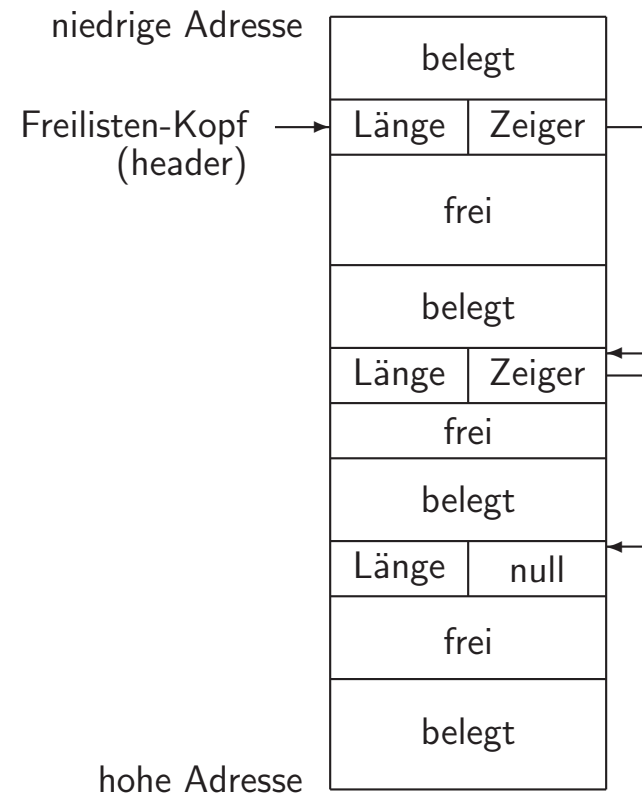 niedrige Adresse
belegt
Freilisten-Kopf
(header)
Länge Zeiger
frei
belegt
Länge Zeiger
frei
belegt
Länge null
frei
belegt
hohe Adresse